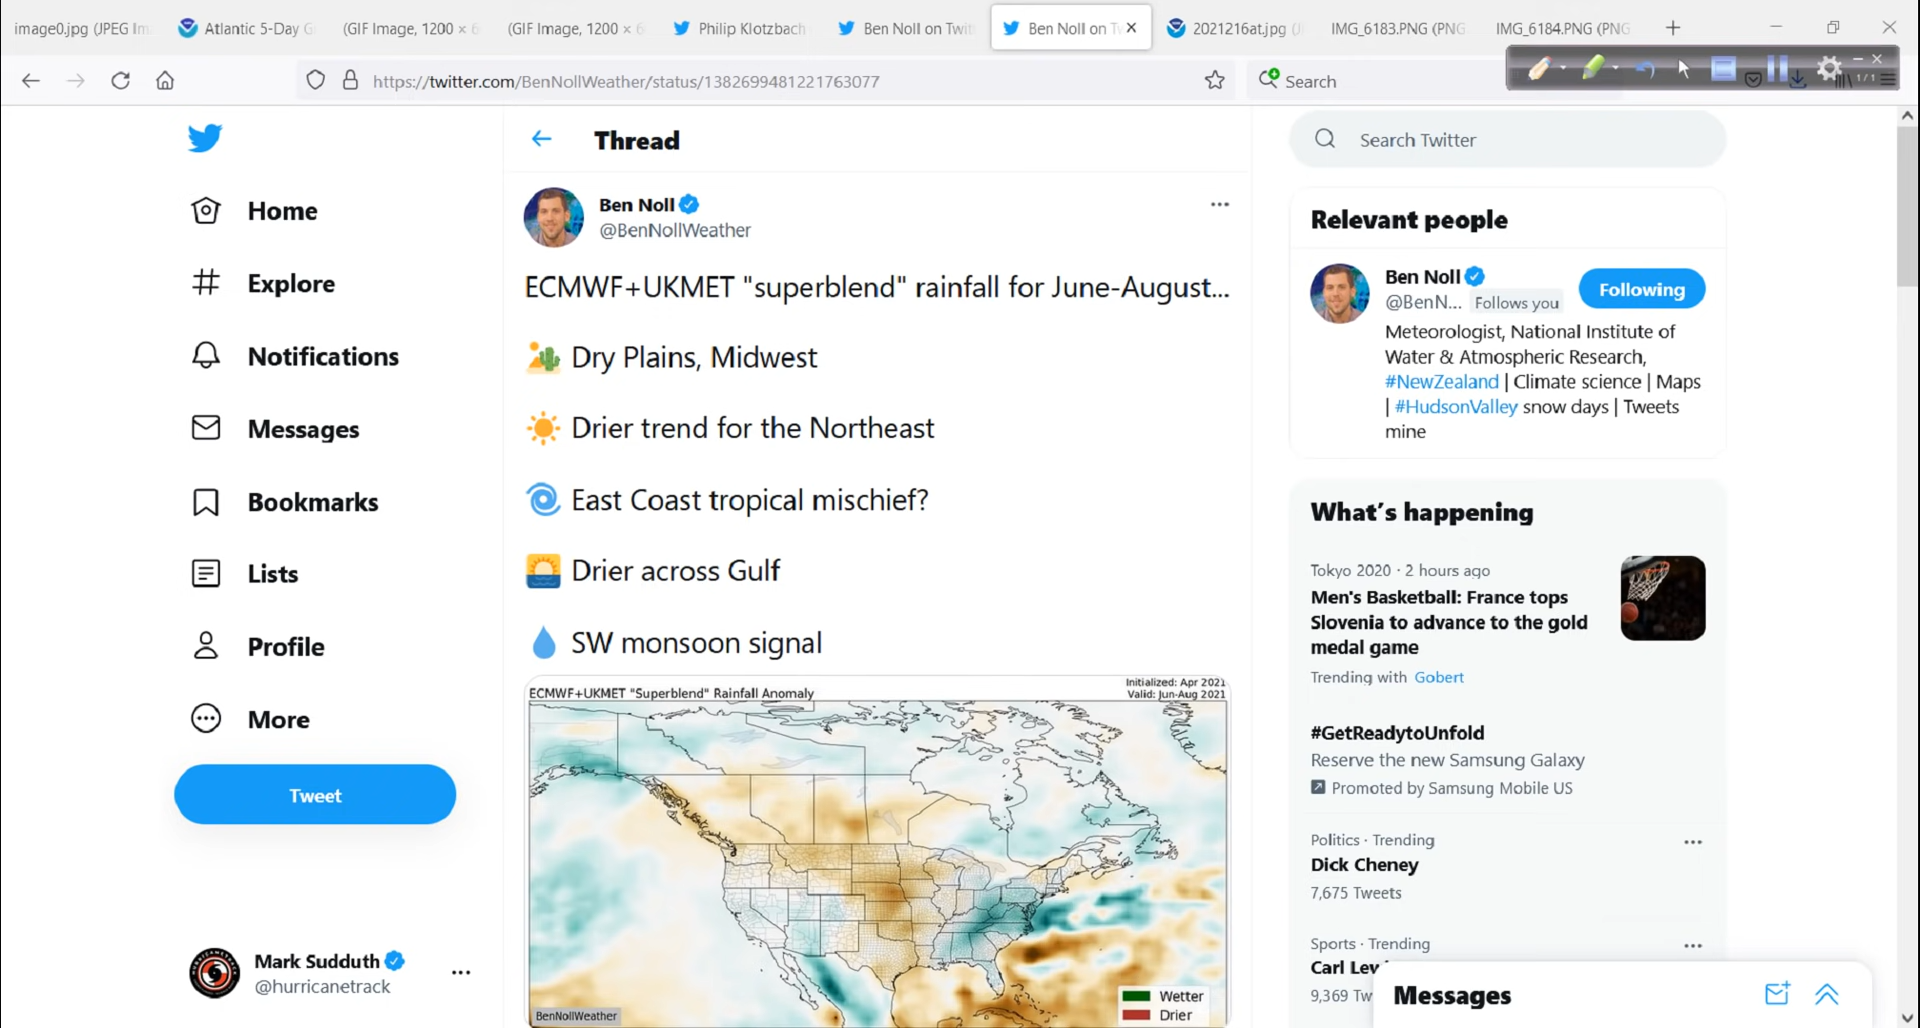 image0.jpg (JPEG Im
Atlantic 5-Day G
(GIF Image, 1200 × 6
(GIF Image, 1200 × 6
Philip Klotzbach
Ben Noll on Twit
Ben Noll on T
2021216at.jpg (J
IMG_6183.PNG (PNG
IMG_6184.PNG (PNG
https://twitter.com/BenNollWeather/status/1382699481221763077
Search
1/1
Home
Explore
Notifications
Messages
Bookmarks
Lists
Profile
More
Tweet
Mark Sudduth
@hurricanetrack
Thread
Ben Noll
@BenNollWeather
ECMWF+UKMET "superblend" rainfall for June-August...
Dry Plains, Midwest
Drier trend for the Northeast
East Coast tropical mischief?
Drier across Gulf
SW monsoon signal
ECMWF+UKMET "Superblend" Rainfall Anomaly
Initialized: Apr 2021
Valid: Jun-Aug 2021
Wetter
Drier
BenNollWeather
Search Twitter
Relevant people
Ben Noll
@BenN... Follows you
Following
Meteorologist, National Institute of
Water & Atmospheric Research,
#NewZealand | Climate science | Maps
| #HudsonValley snow days | Tweets
mine
What's happening
Tokyo 2020 · 2 hours ago
Men's Basketball: France tops
Slovenia to advance to the gold
medal game
Trending with Gobert
#GetReadytoUnfold
Reserve the new Samsung Galaxy
Promoted by Samsung Mobile US
Politics · Trending
Dick Cheney
7,675 Tweets
Sports · Trending
Carl Lew
9,369 Tw
Messages